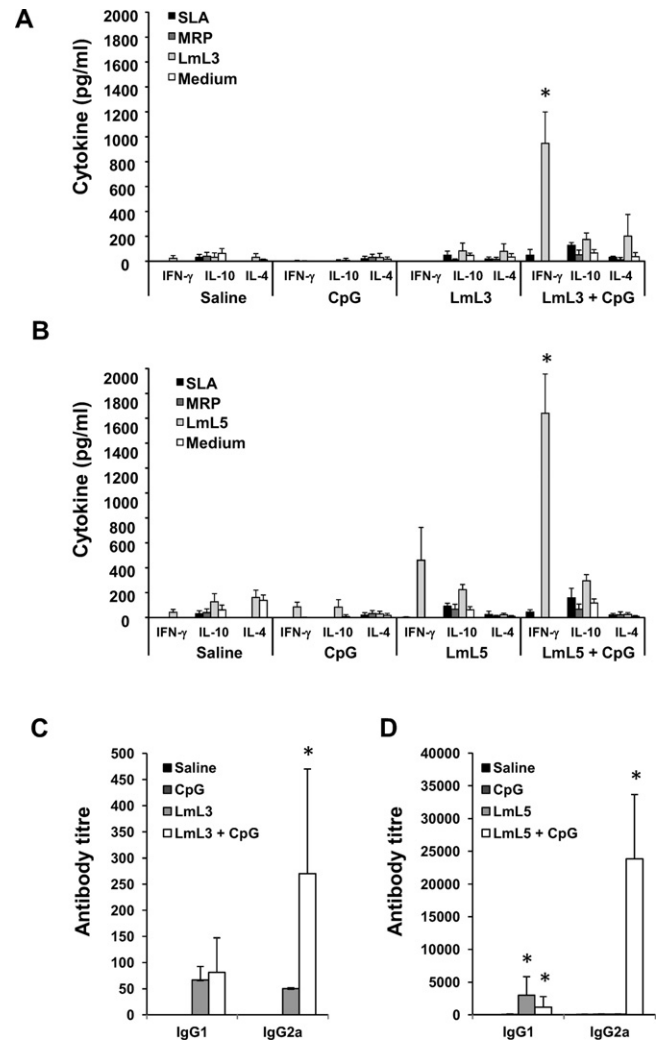 A
2000
1800
1600
1400
1200
1000
800
600
400
200
0
Cytokine (pg/ml)
SLA
MRP
LmL3
Medium
*
IFN-γ IL-10 IL-4 IFN-γ IL-10 IL-4 IFN-γ IL-10 IL-4 IFN-γ IL-10 IL-4
Saline CpG LmL3 LmL3 + CpG
B
2000
1800
1600
1400
1200
1000
800
600
400
200
0
Cytokine (pg/ml)
SLA
MRP
LmL5
Medium
*
IFN-γ IL-10 IL-4 IFN-γ IL-10 IL-4 IFN-γ IL-10 IL-4 IFN-γ IL-10 IL-4
Saline CpG LmL5 LmL5 + CpG
C
500
450
400
350
300
250
200
150
100
50
0
Antibody titre
Saline
CpG
LmL3
LmL3 + CpG
*
IgG1 IgG2a
D
40000
35000
30000
25000
20000
15000
10000
5000
0
Antibody titre
Saline
CpG
LmL5
LmL5 + CpG
* * *
IgG1 IgG2a